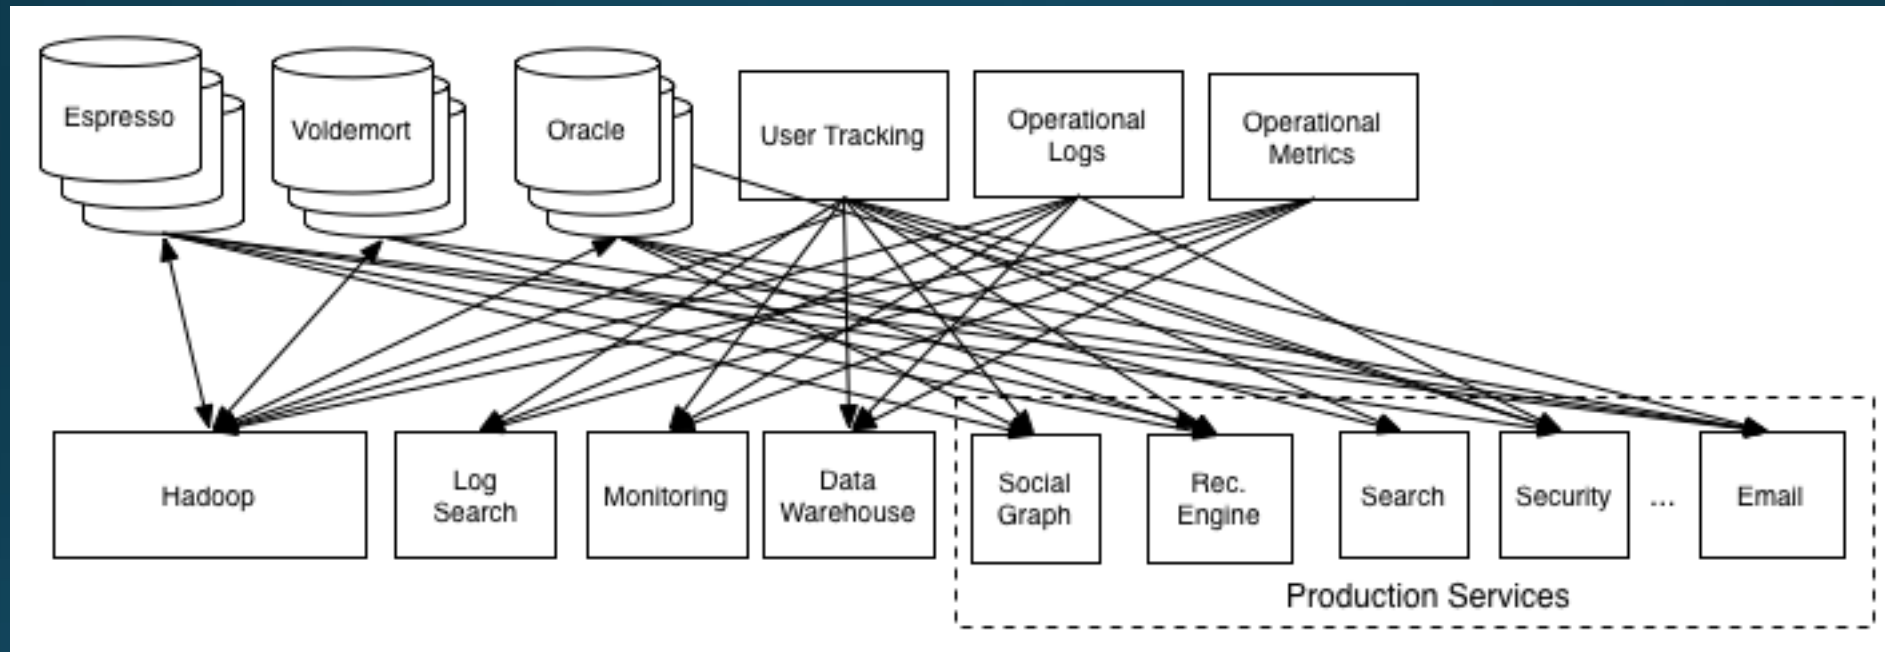 Espresso
Voldemort
Oracle
User Tracking
Operational
Logs
Operational
Metrics
Hadoop
Log
Search
Monitoring
Data
Warehouse
Social
Graph
Rec.
Engine
Search
Security
...
Email
Production Services